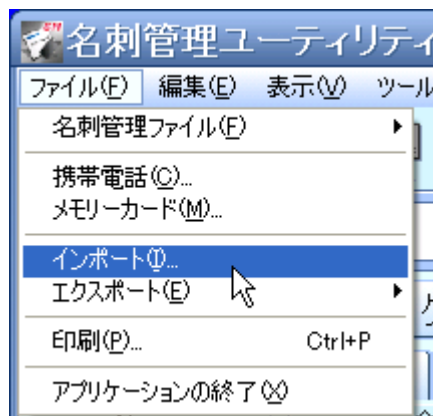 名刺管理ユーティリティ
ファイル(F) 編集(E) 表示(V) ツール
名刺管理ファイル(F)
携帯電話(C)...
メモリーカード(M)...
インポート(I)...
エクスポート(E)
印刷(P)... Ctrl+P
アプリケーションの終了(X)